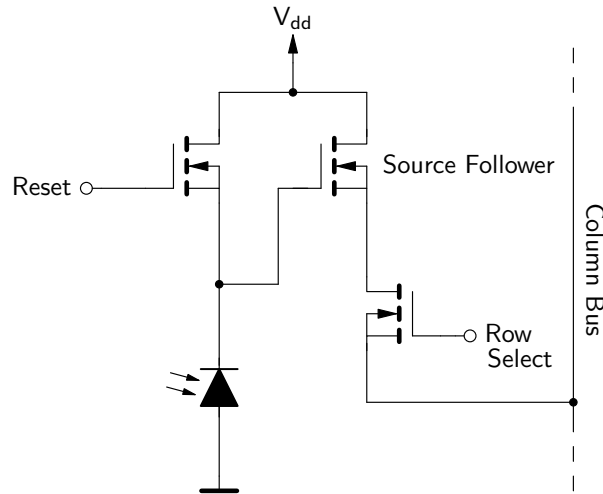 Vdd
Source Follower
Reset
Column Bus
Row
Select